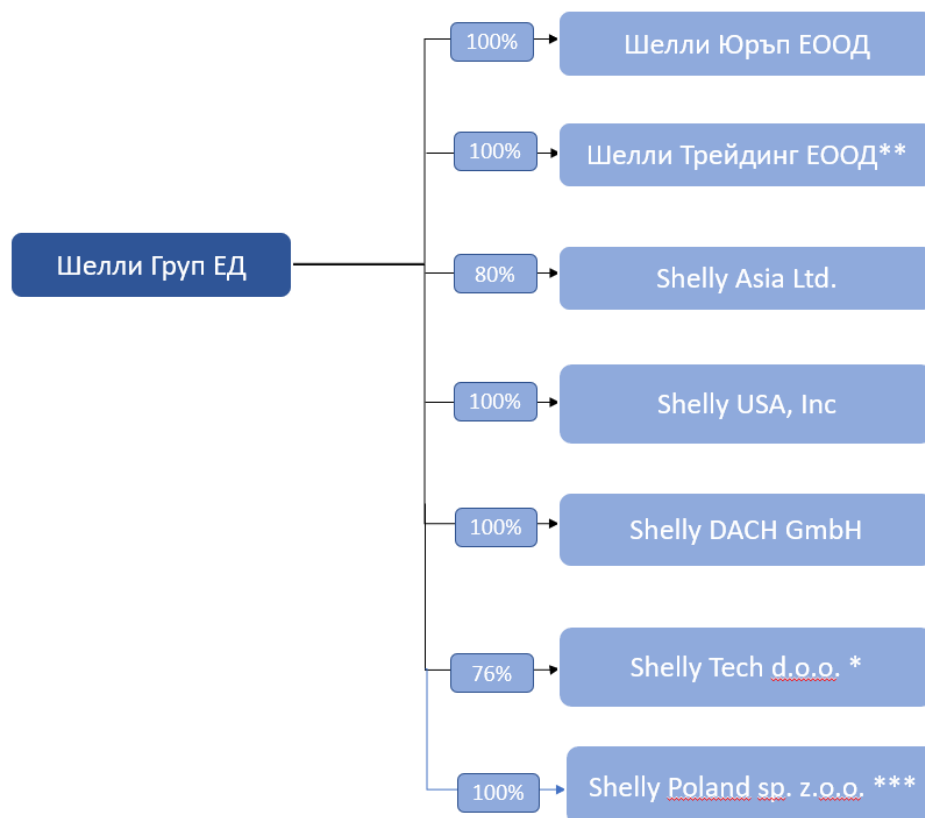 100%
Шелли Юръп ЕООД
100%
Шелли Трейдинг ЕООД**
Шелли Груп ЕД
80%
Shelly Asia Ltd.
100%
Shelly USA, Inc
100%
Shelly DACH GmbH
76%
Shelly Tech d.o.o. *
100%
Shelly Poland sp. z.o.o. ***